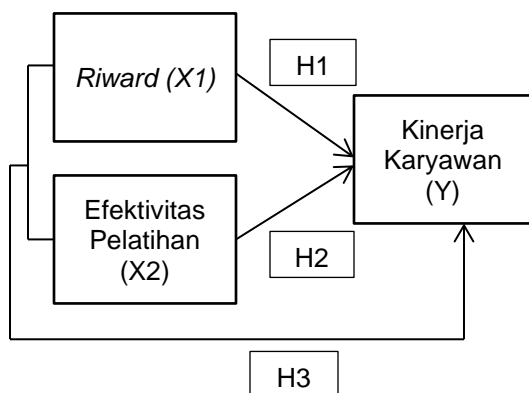 Riward (X1)
H1
Kinerja
Karyawan
(Y)
Efektivitas
Pelatihan
(X2)
H2
H3